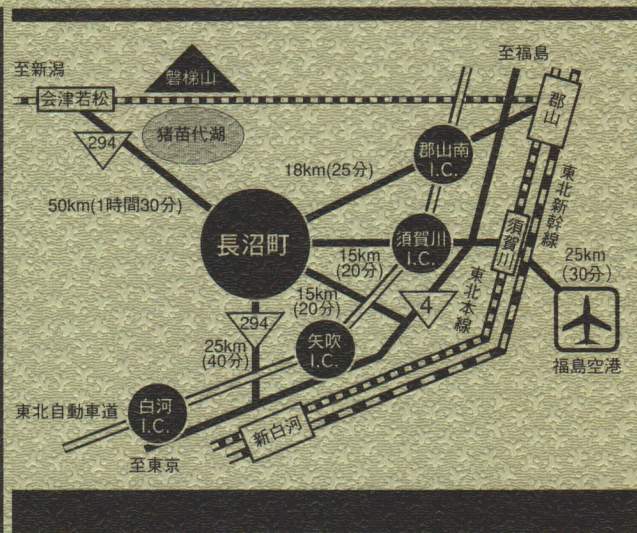 至福島
至新潟
磐梯山
会津若松
郡山
猪苗代湖
294
郡山南
I.C.
18km(25分)
東北新幹線
50km(1時間30分)
長沼町
須賀川
I.C.
須賀川
15km
(20分)
25km
(30分)
15km
(20分)
4
東北本線
294
矢吹
I.C.
25km
(40分)
福島空港
東北自動車道
白河
I.C.
新白河
至東京